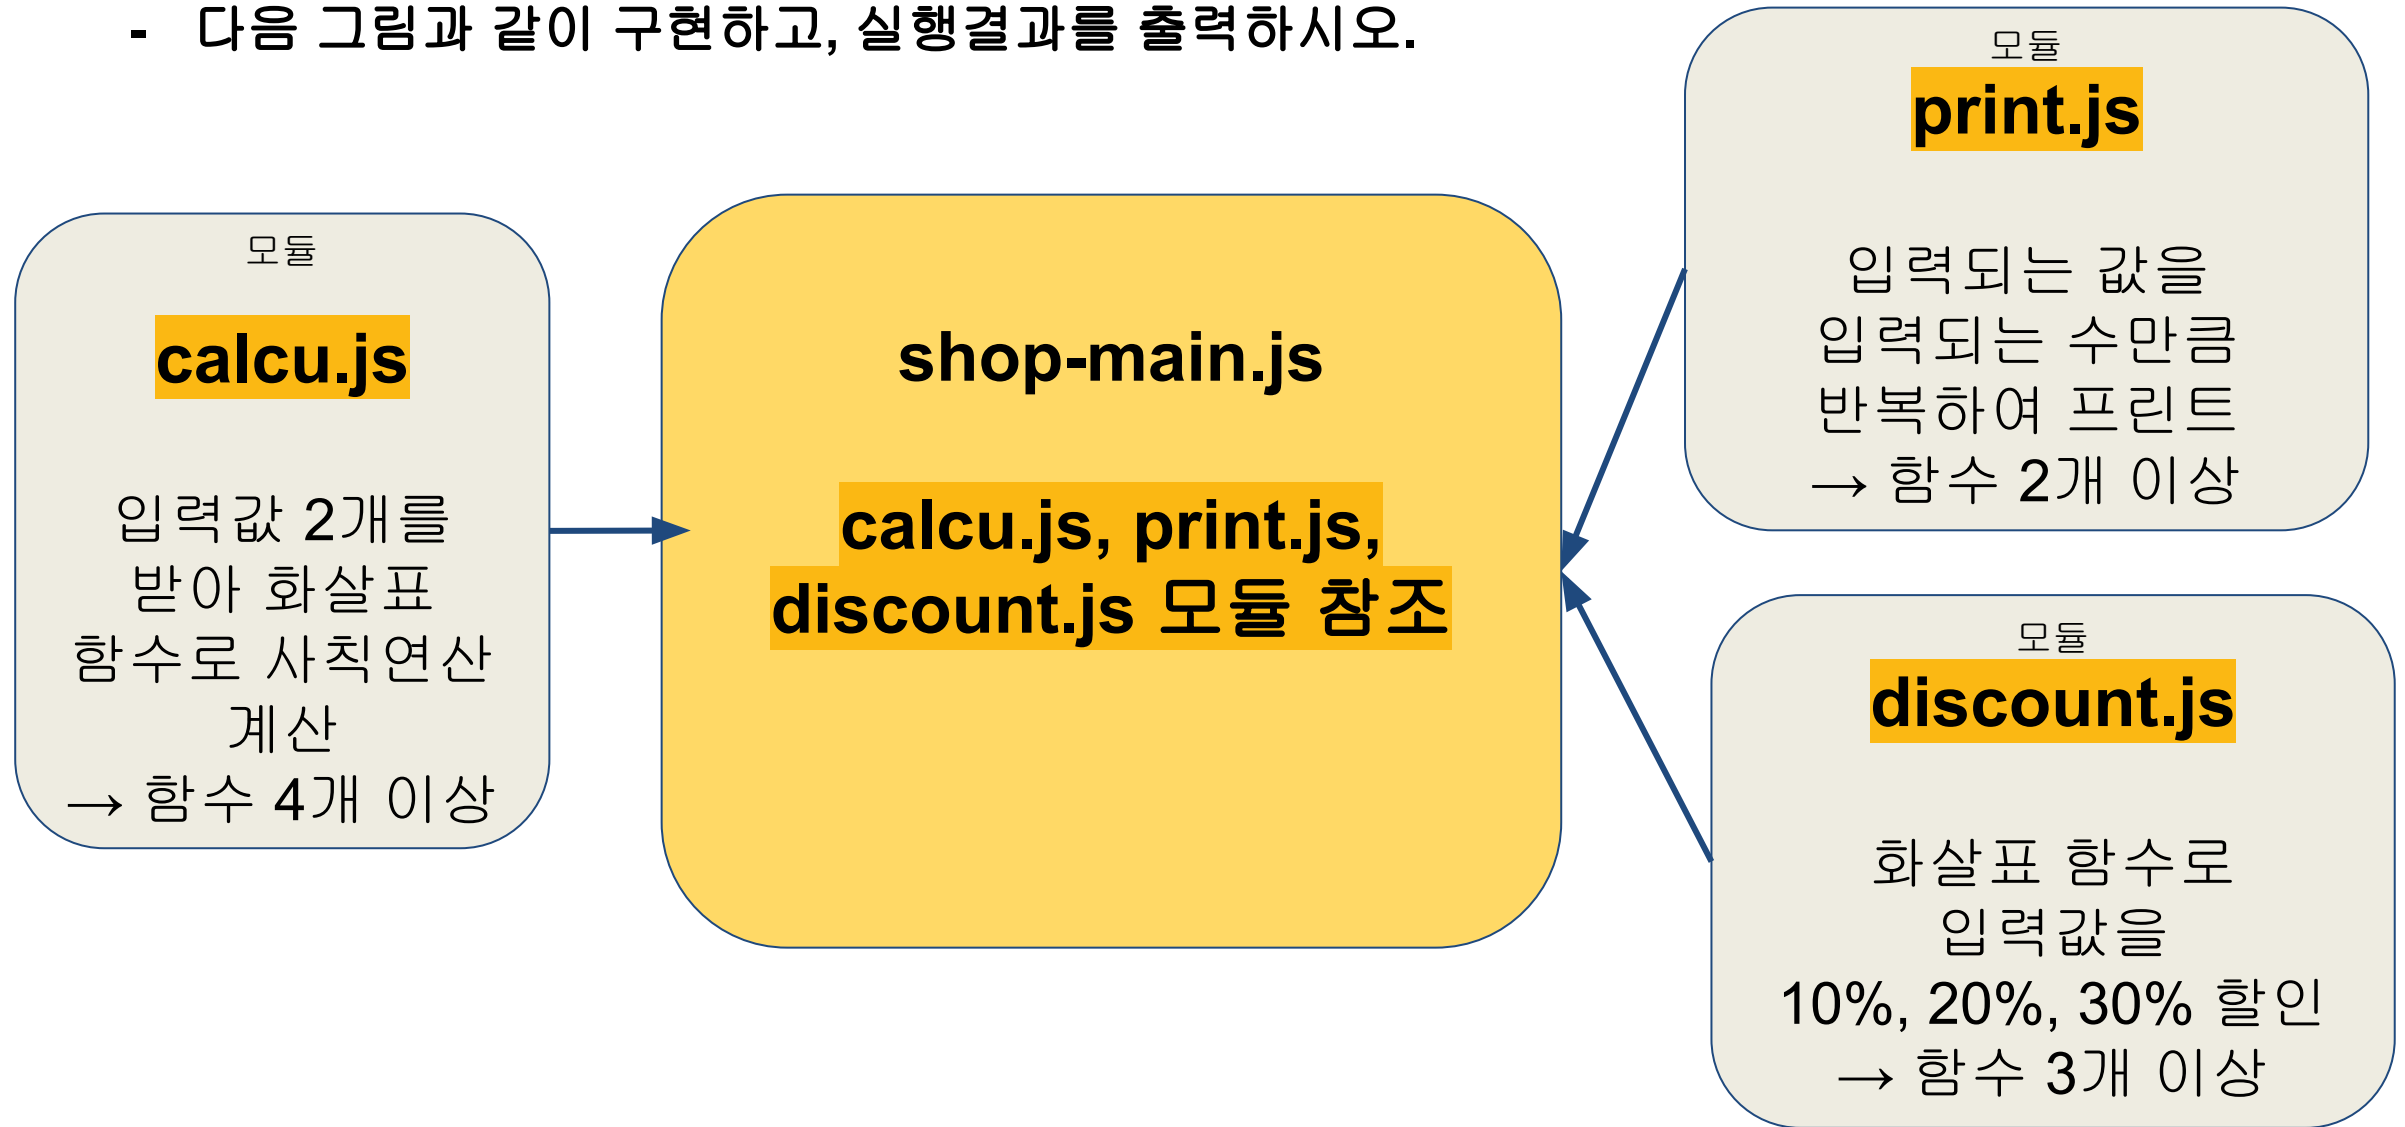 - 다음 그림과 같이 구현하고, 실행결과를 출력하시오.
모듈
calcu.js
입력값 2개를
받아 화살표
함수로 사칙연산
계산
→ 함수 4개 이상
shop-main.js
calcu.js, print.js,
discount.js 모듈 참조
모듈
print.js
입력되는 값을
입력되는 수만큼
반복하여 프린트
→ 함수 2개 이상
모듈
discount.js
화살표 함수로
입력값을
10%, 20%, 30% 할인
→ 함수 3개 이상